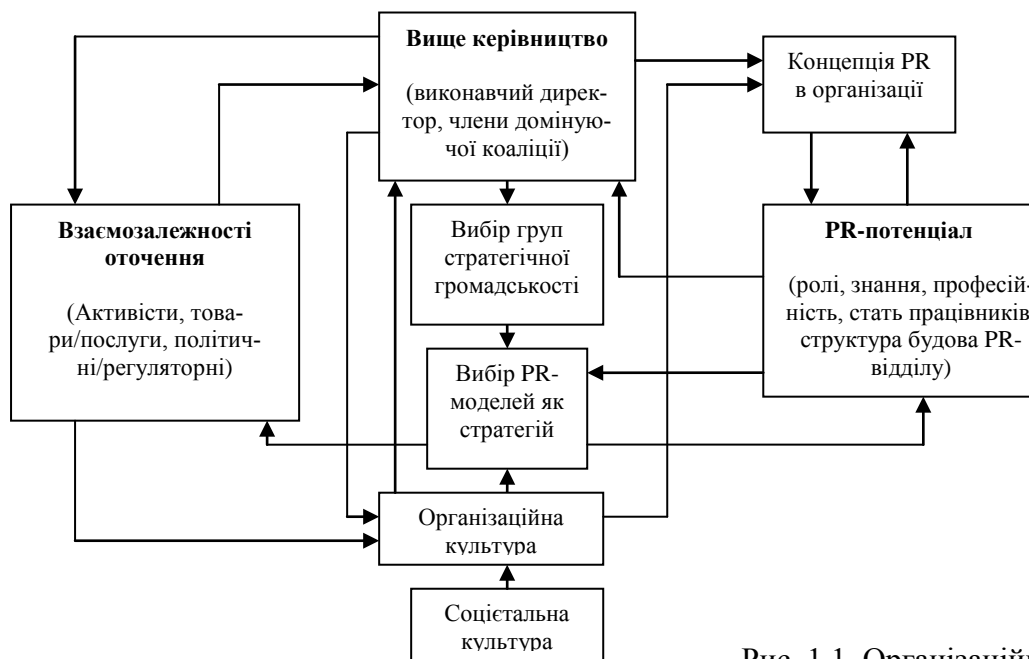 Вище керівництво
(виконавчий дирек-
тор, члени доміную-
чої коаліції)
Концепція PR
в організації
Взаємозалежності
оточення
(Активісти, това-
ри/послуги, політич-
ні/регуляторні)
Вибір груп
стратегічної
громадськості
PR-потенціал
(ролі, знання, професій-
ність, стать працівників
структура будова PR-
відділу)
Вибір PR-
моделей як
стратегій
Організаційна
культура
Соцієтальна
культура
Рис. 1.1. Організаційн